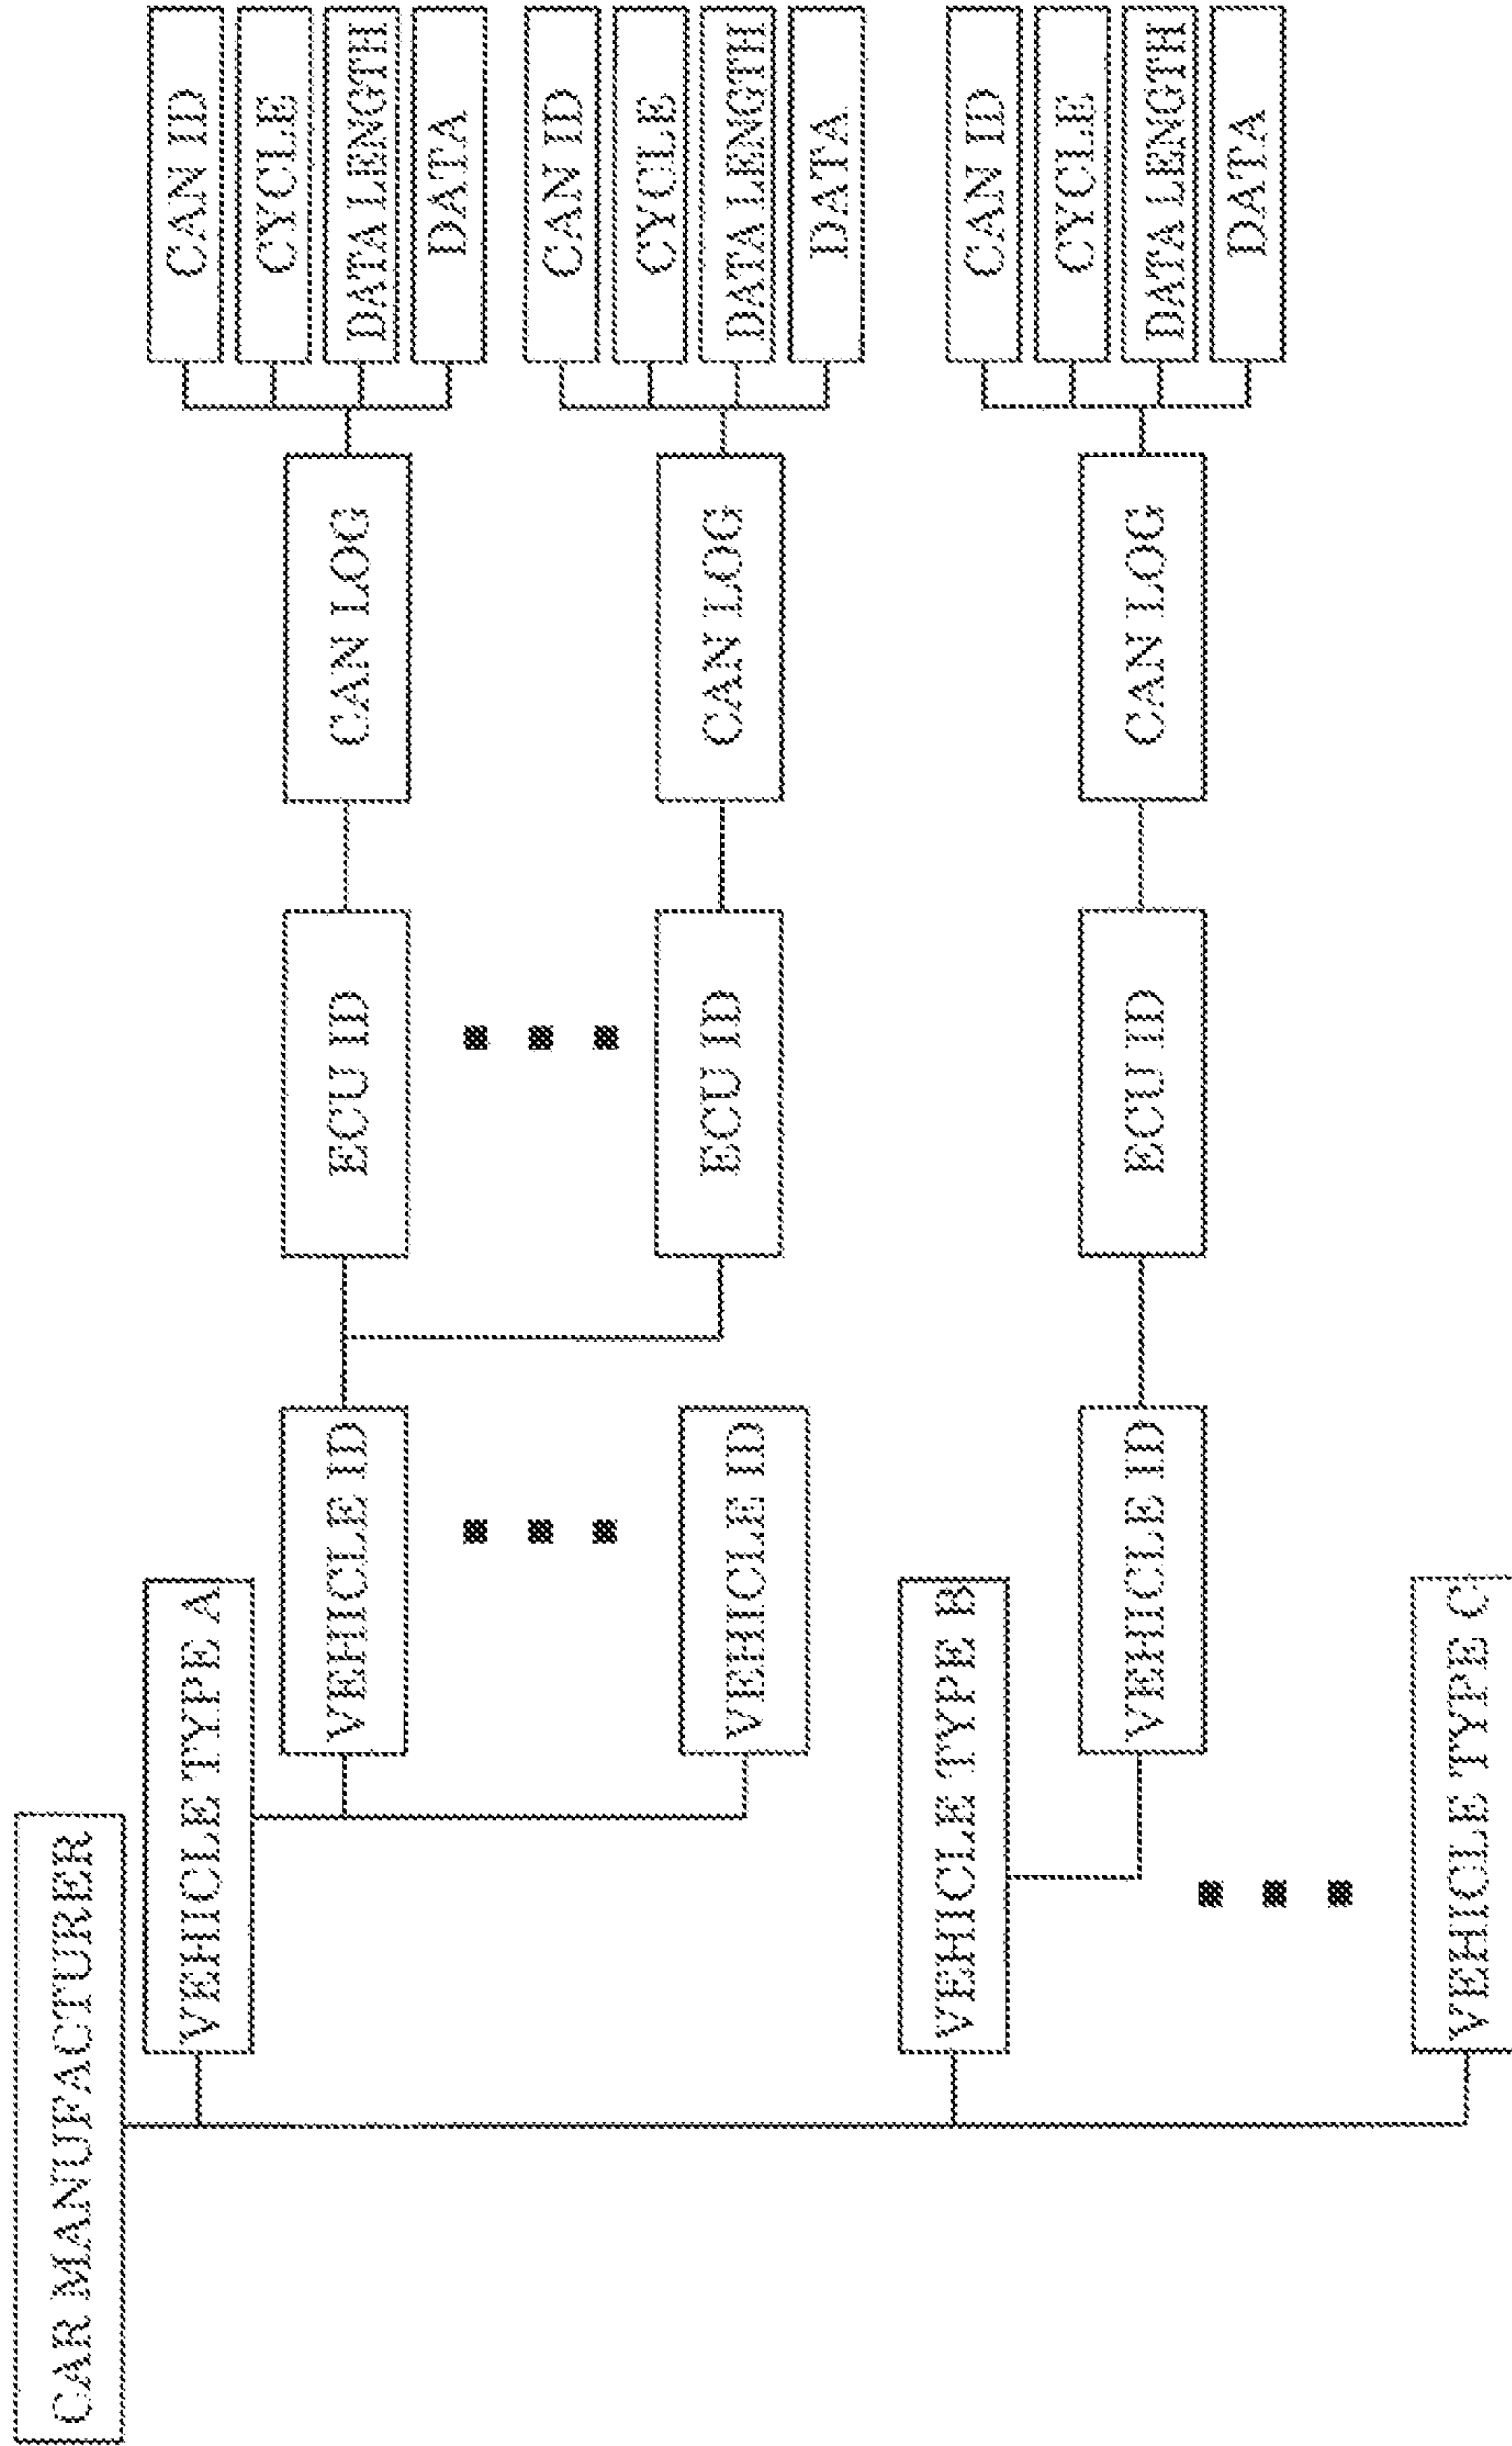 CAR MANUFACTURER
VEHICLE TYPE A
VEHICLE ID
ECU ID
CAN LOG
CAN ID
CYCLE
DATA LENGTH
DATA
ECU ID
CAN LOG
CAN ID
CYCLE
DATA LENGTH
DATA
VEHICLE ID
VEHICLE TYPE B
VEHICLE ID
ECU ID
CAN LOG
CAN ID
CYCLE
DATA LENGTH
DATA
VEHICLE TYPE C